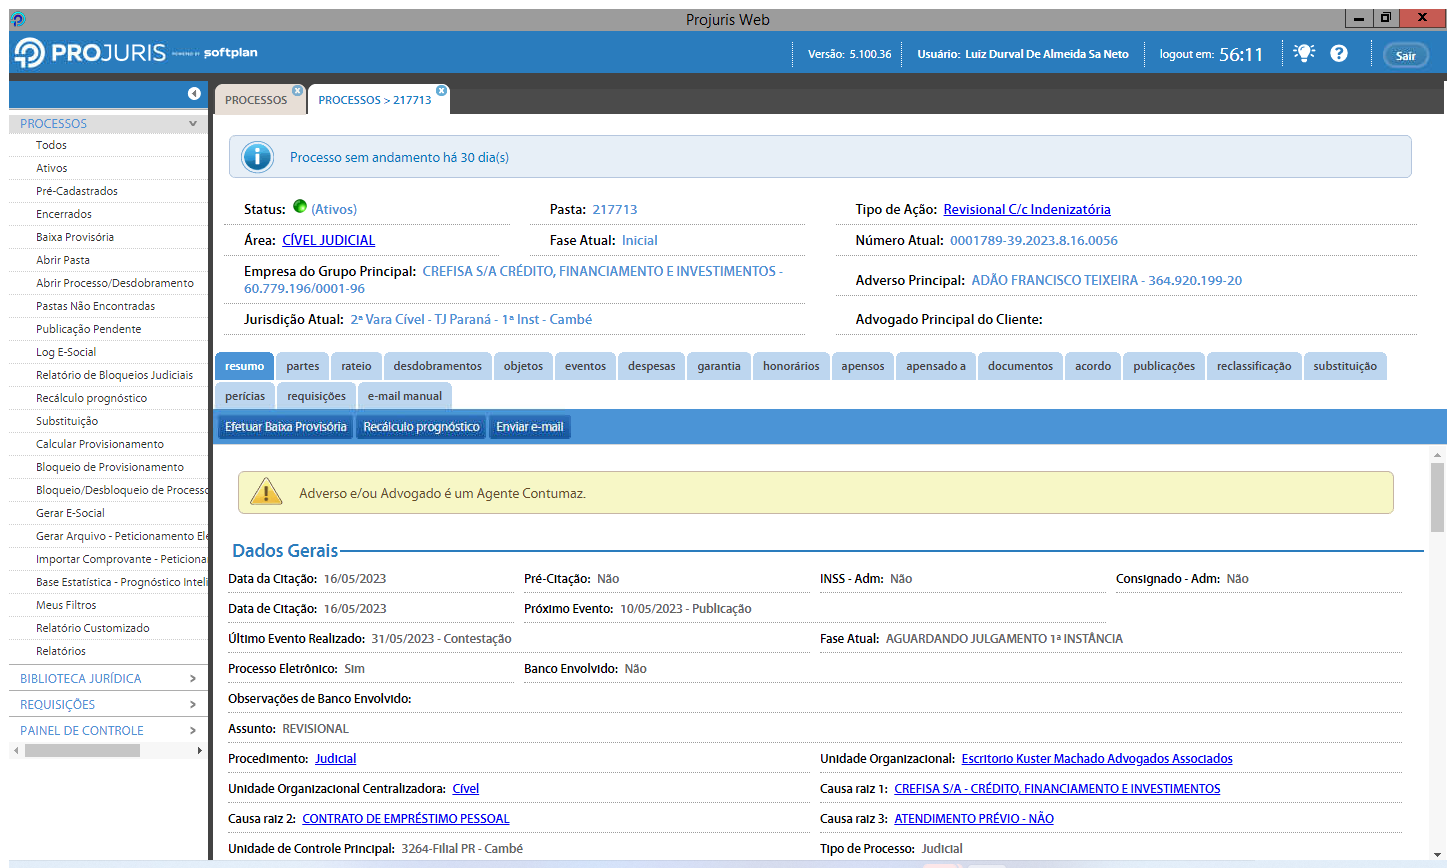 Projuris Web
PROJURIS POWERED BY softplan
Versão: 5.100.36 Usuário: Luiz Durval De Almeida Sa Neto logout em: 56:11 Sair
PROCESSOS
Todos
Ativos
Pré-Cadastrados
Encerrados
Baixa Provisória
Abrir Pasta
Abrir Processo/Desdobramento
Pastas Não Encontradas
Publicação Pendente
Log E-Social
Relatório de Bloqueios Judiciais
Recálculo prognóstico
Substituição
Calcular Provisionamento
Bloqueio de Provisionamento
Bloqueio/Desbloqueio de Processo
Gerar E-Social
Gerar Arquivo - Peticionamento Ele
Importar Comprovante - Peticiona
Base Estatística - Prognóstico Inteli
Meus Filtros
Relatório Customizado
Relatórios
BIBLIOTECA JURÍDICA
REQUISIÇÕES
PAINEL DE CONTROLE
PROCESSOS PROCESSOS > 217713
Processo sem andamento há 30 dia(s)
Status: (Ativos) Pasta: 217713 Tipo de Ação: Revisional C/c Indenizatória
Área: CÍVEL JUDICIAL Fase Atual: Inicial Número Atual: 0001789-39.2023.8.16.0056
Empresa do Grupo Principal: CREFISA S/A CRÉDITO, FINANCIAMENTO E INVESTIMENTOS -
60.779.196/0001-96
Adverso Principal: ADÃO FRANCISCO TEIXEIRA - 364.920.199-20
Jurisdição Atual: 2ª Vara Cível - TJ Paraná - 1ª Inst - Cambé Advogado Principal do Cliente:
resumo partes rateio desdobramentos objetos eventos despesas garantia honorários apensos apensado a documentos acordo publicações reclassificação substituição
perícias requisições e-mail manual
Efetuar Baixa Provisória Recálculo prognóstico Enviar e-mail
Adverso e/ou Advogado é um Agente Contumaz.
Dados Gerais
Data da Citação: 16/05/2023 Pré-Citação: Não INSS - Adm: Não Consignado - Adm: Não
Data de Citação: 16/05/2023 Próximo Evento: 10/05/2023 - Publicação
Último Evento Realizado: 31/05/2023 - Contestação Fase Atual: AGUARDANDO JULGAMENTO 1ª INSTÂNCIA
Processo Eletrônico: Sim Banco Envolvido: Não
Observações de Banco Envolvido:
Assunto: REVISIONAL
Procedimento: Judicial Unidade Organizacional: Escritorio Kuster Machado Advogados Associados
Unidade Organizacional Centralizadora: Cível Causa raiz 1: CREFISA S/A - CRÉDITO, FINANCIAMENTO E INVESTIMENTOS
Causa raiz 2: CONTRATO DE EMPRÉSTIMO PESSOAL Causa raiz 3: ATENDIMENTO PRÉVIO - NÃO
Unidade de Controle Principal: 3264-Filial PR - Cambé Tipo de Processo: Judicial